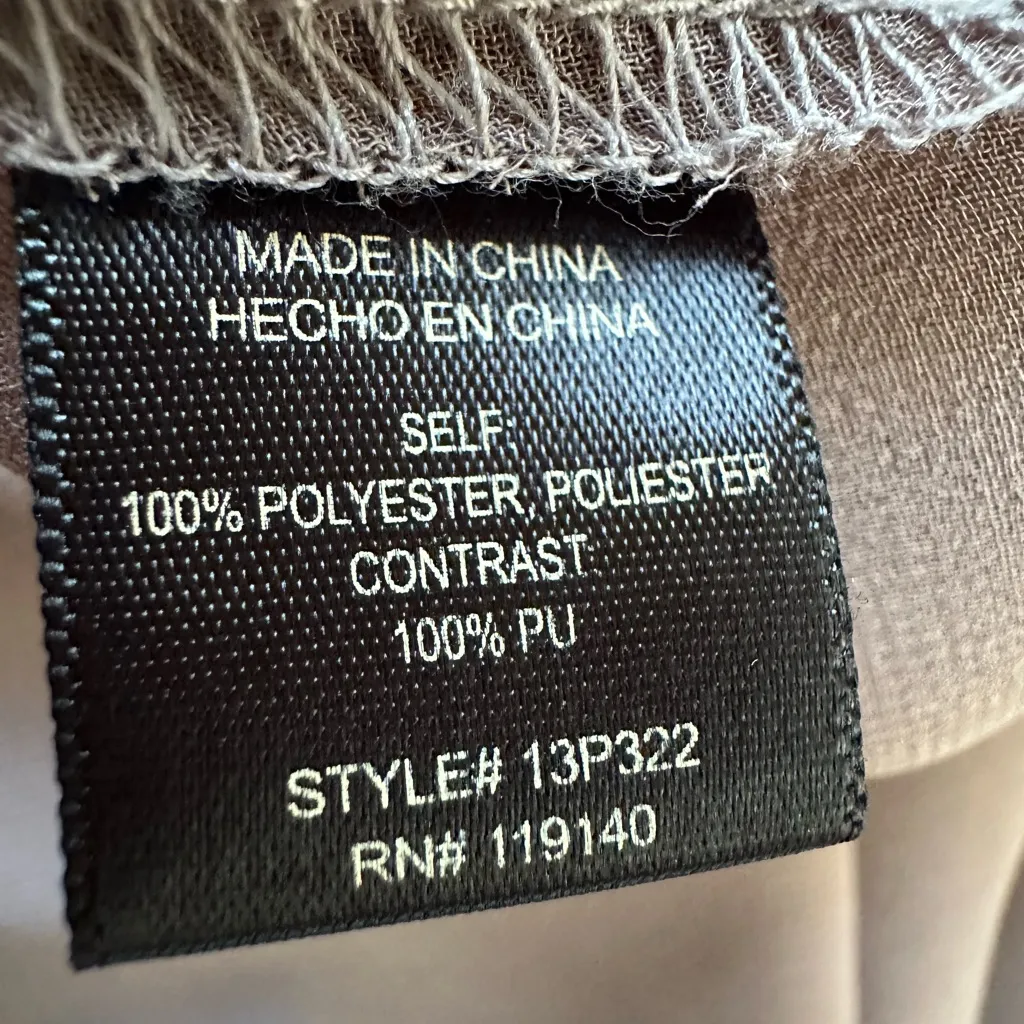 MADE IN CHINA
HECHO EN CHINA
SELF:
100% POLYESTER, POLIESTER
CONTRAST
100% PU
STYLE# 13P322
RN# 119140